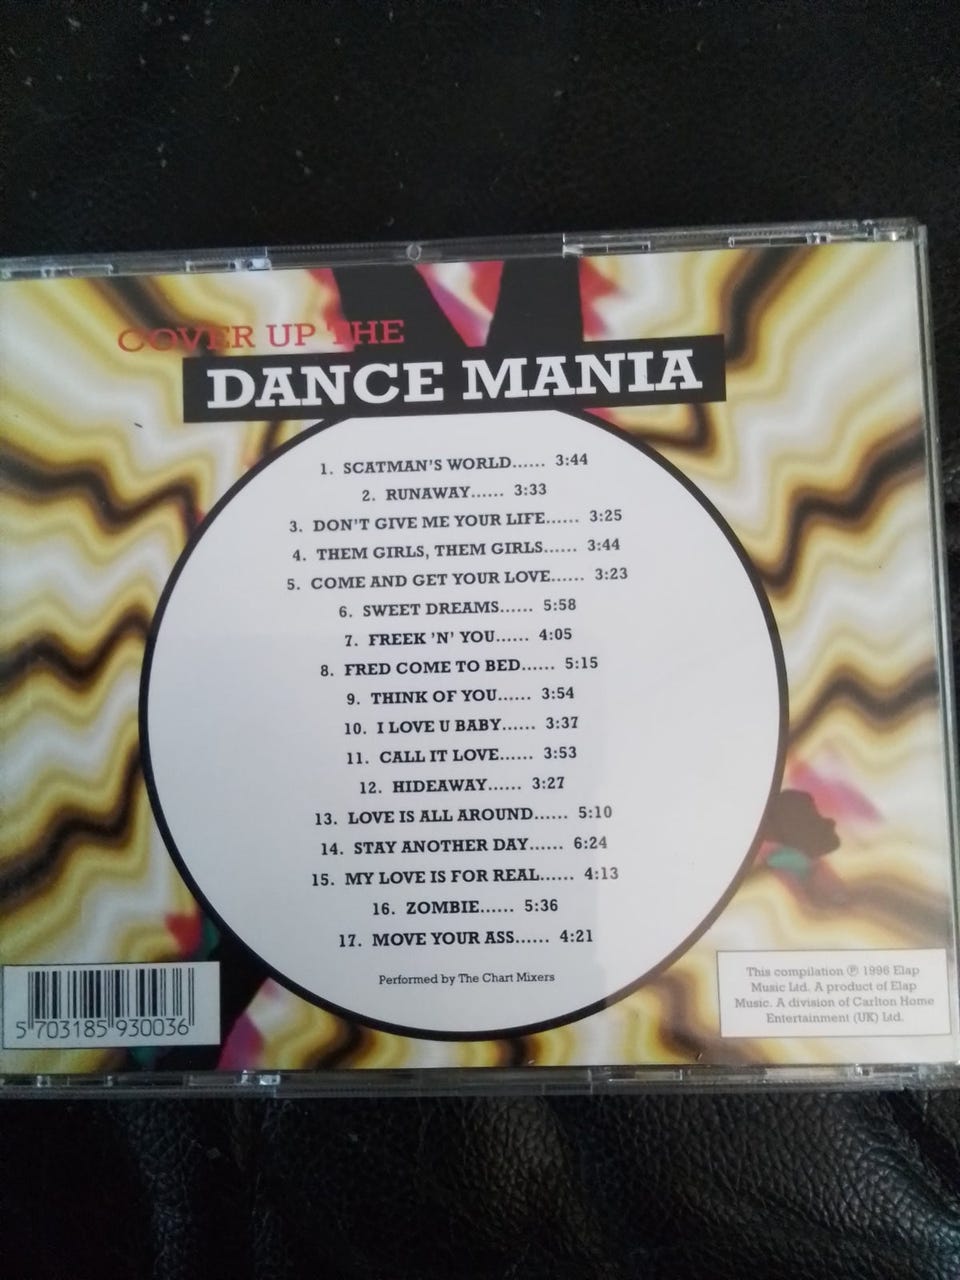 COVER UP THE
DANCE MANIA
1. SCATMAN'S WORLD...... 3:44
2. RUNAWAY...... 3:33
3. DON'T GIVE ME YOUR LIFE...... 3:25
4. THEM GIRLS, THEM GIRLS...... 3:44
5. COME AND GET YOUR LOVE...... 3:23
6. SWEET DREAMS...... 5:58
7. FREEK 'N' YOU...... 4:05
8. FRED COME TO BED...... 5:15
9. THINK OF YOU...... 3:54
10. I LOVE U BABY...... 3:37
11. CALL IT LOVE...... 3:53
12. HIDEAWAY...... 3:27
13. LOVE IS ALL AROUND...... 5:10
14. STAY ANOTHER DAY...... 6:24
15. MY LOVE IS FOR REAL...... 4:13
16. ZOMBIE...... 5:36
17. MOVE YOUR ASS...... 4:21
Performed by The Chart Mixers
5 703185 930036
This compilation ℗ 1996 Elap
Music Ltd. A product of Elap
Music. A division of Carlton Home
Entertainment (UK) Ltd.